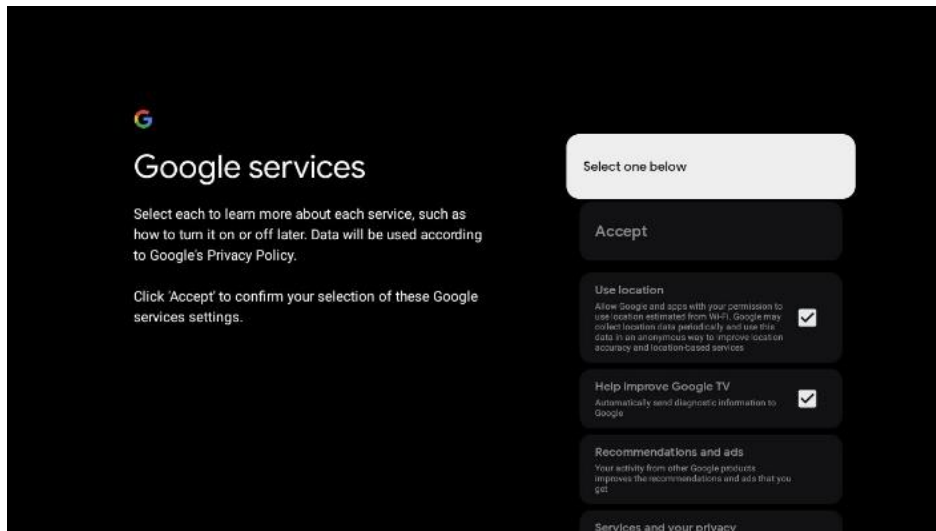 G
Google services
Select each to learn more about each service, such as
how to turn it on or off later. Data will be used according
to Google's Privacy Policy.
Click 'Accept' to confirm your selection of these Google
services settings.
Select one below
Accept
Use location
Allow Google and apps with your permission to
use location estimated from Wi-Fi. Google may
collect location data periodically and use this
data in an anonymous way to improve location
accuracy and location-based services
Help improve Google TV
Automatically send diagnostic information to
Google
Recommendations and ads
Your activity from other Google products
improves the recommendations and ads that you
get
Services and your privacy